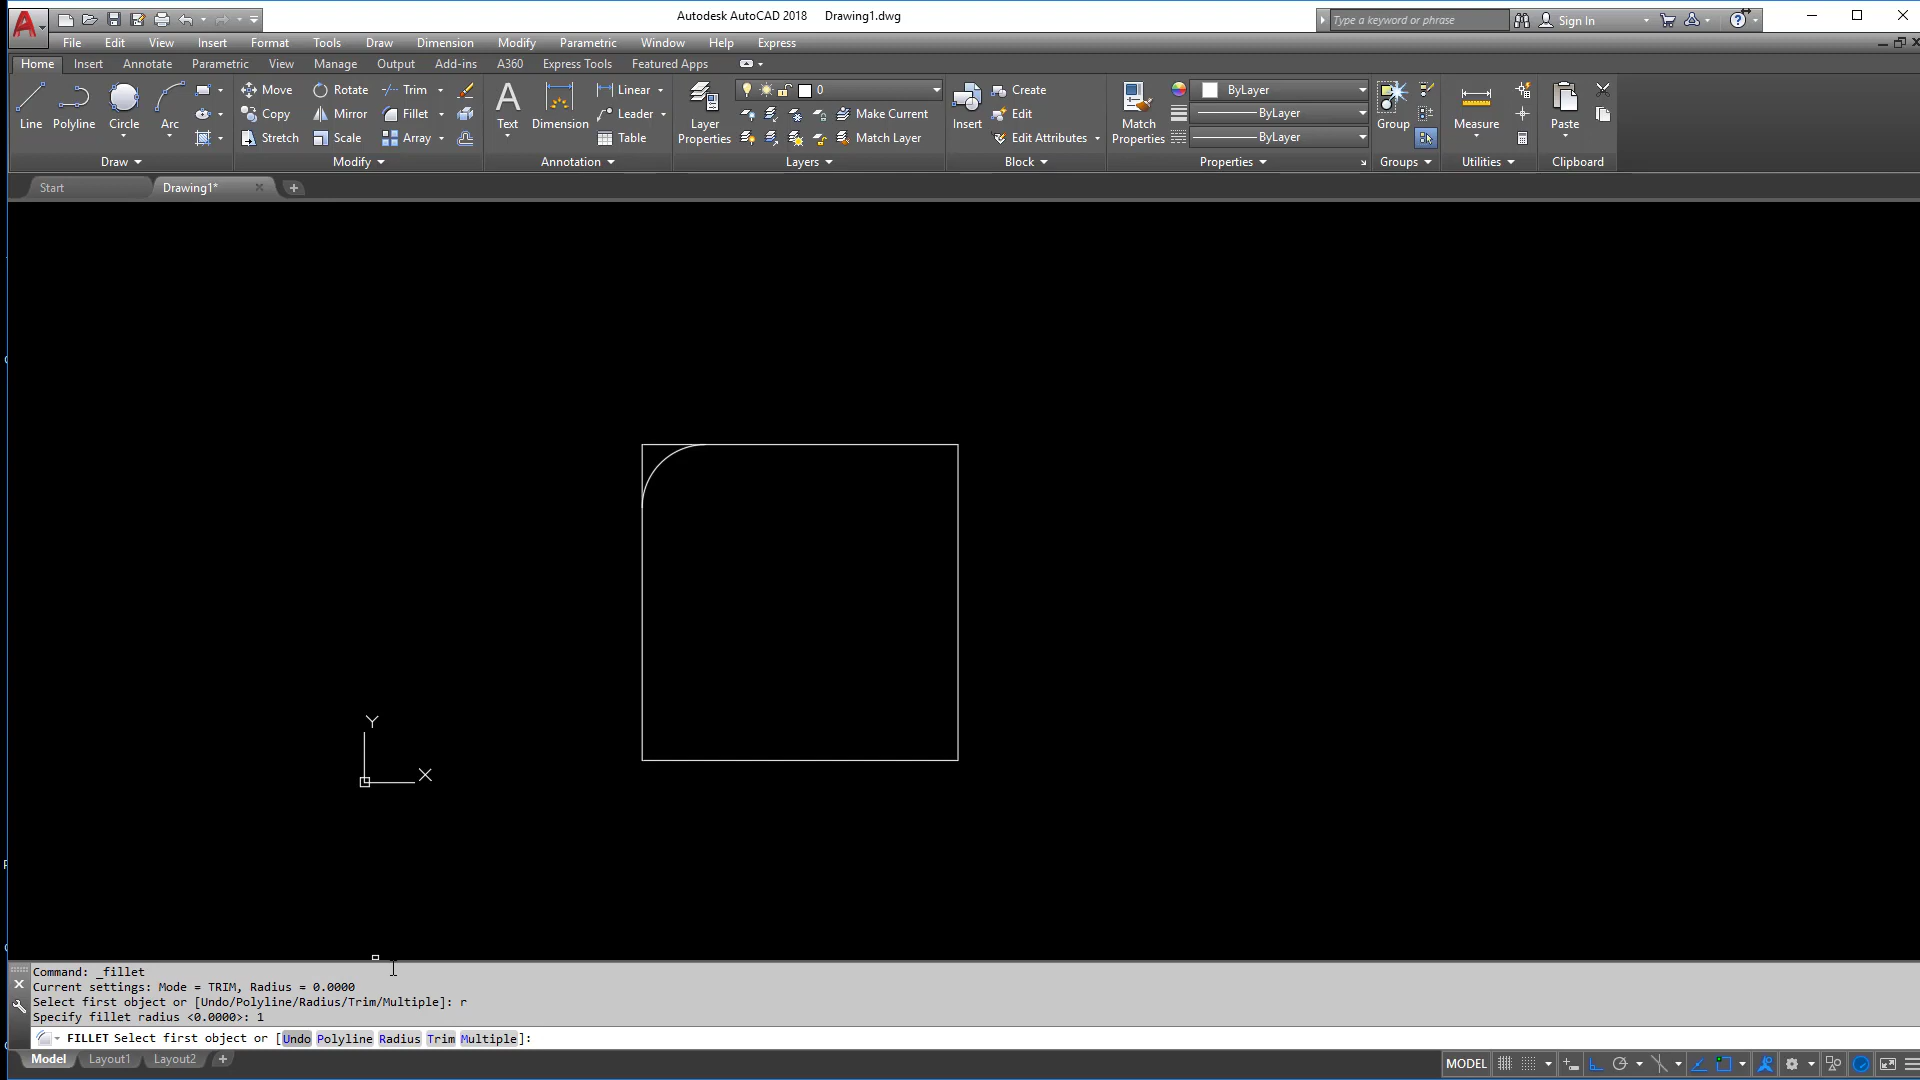 Autodesk AutoCAD 2018 Drawing1.dwg
Type a keyword or phrase
Sign In
File Edit View Insert Format Tools Draw Dimension Modify Parametric Window Help Express
Home Insert Annotate Parametric View Manage Output Add-ins A360 Express Tools Featured Apps
Move Rotate Trim Linear 0 Create ByLayer
Copy Mirror Fillet Leader Make Current Edit ByLayer
Line Polyline Circle Arc Text Dimension Layer Properties Insert Match Properties Group Measure Paste
Stretch Scale Array Table Match Layer Edit Attributes ByLayer
Draw Modify Annotation Layers Block Properties Groups Utilities Clipboard
Start Drawing1*
Y
X
Command: _fillet
Current settings: Mode = TRIM, Radius = 0.0000
Select first object or [Undo/Polyline/Radius/Trim/Multiple]: r
Specify fillet radius <0.0000>: 1
FILLET Select first object or [Undo Polyline Radius Trim Multiple]:
Model Layout1 Layout2
MODEL